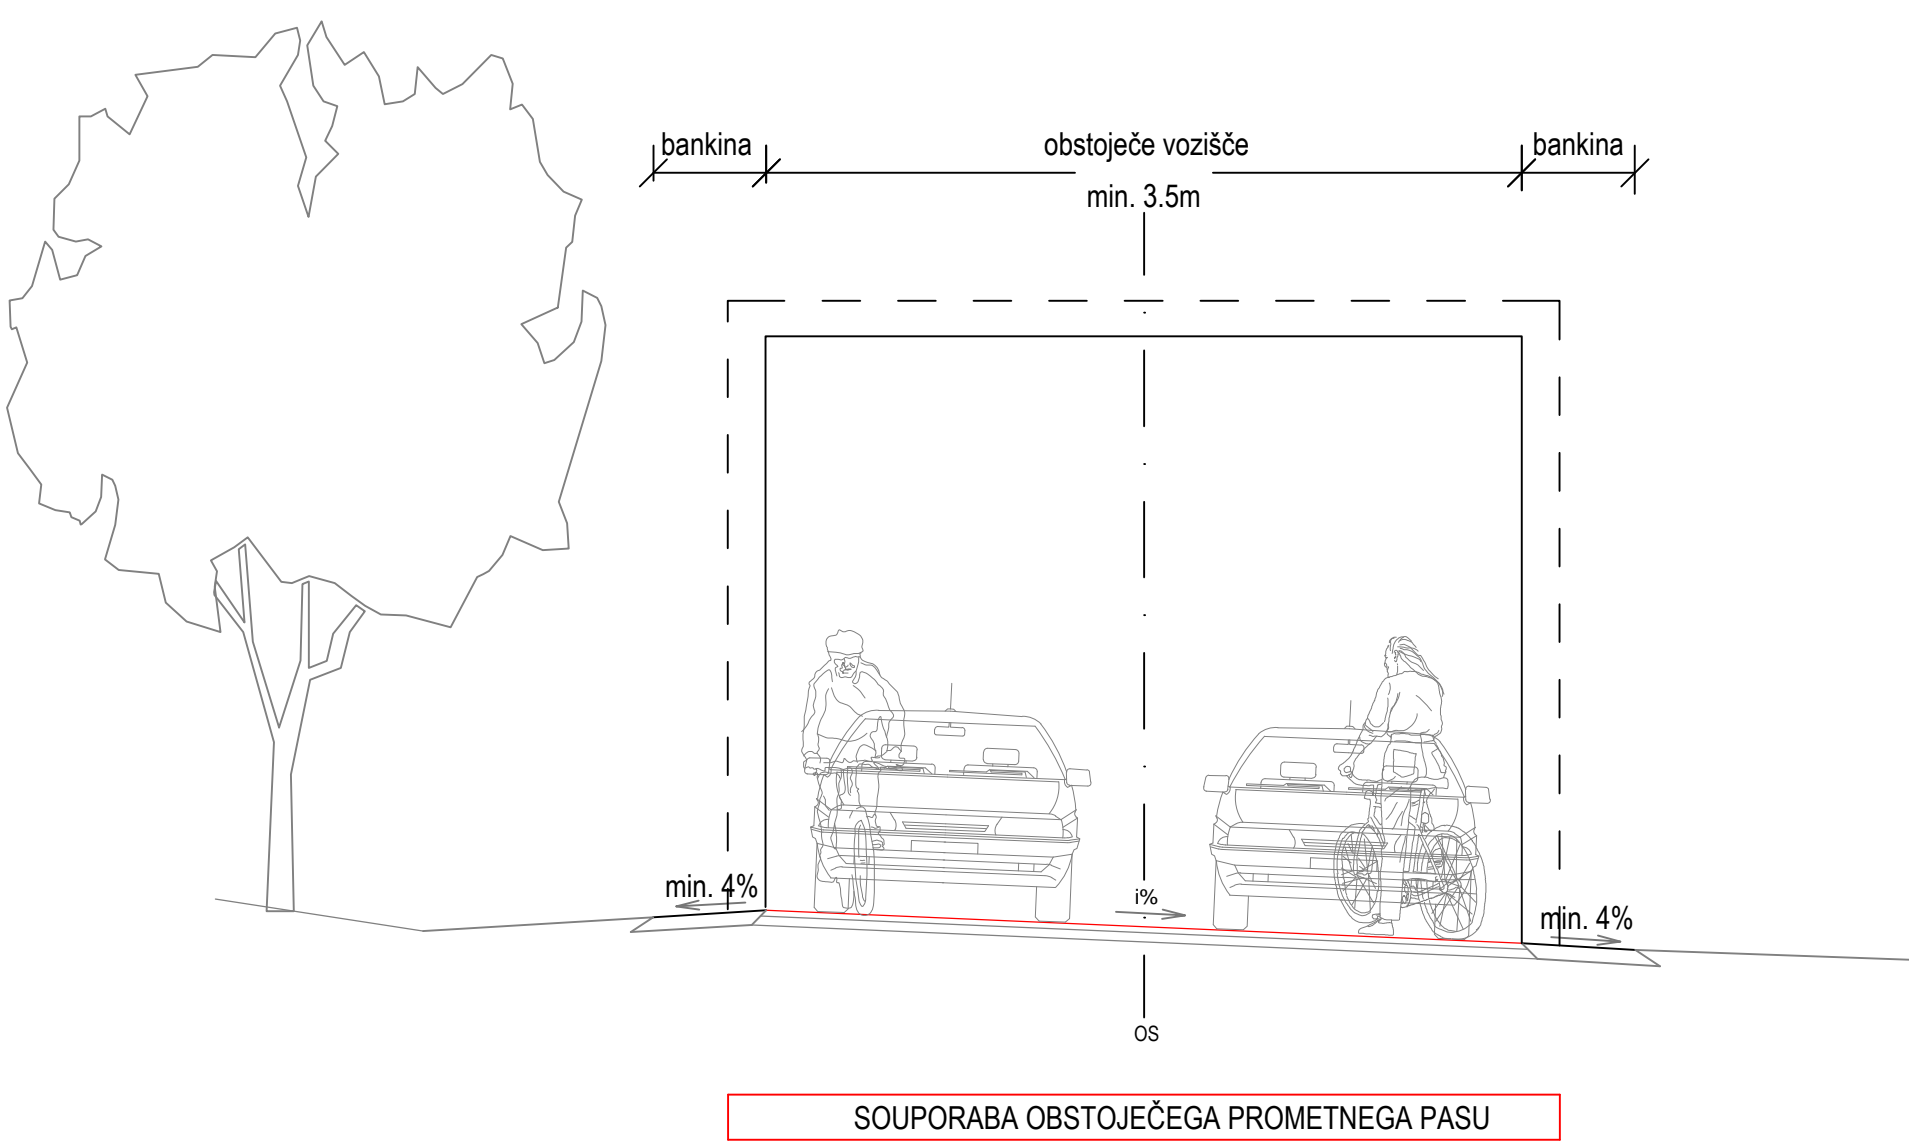 bankina
obstoječe vozišče
bankina
min. 3.5m
min. 4%
i%
min. 4%
OS
SOUPORABA OBSTOJEČEGA PROMETNEGA PASU